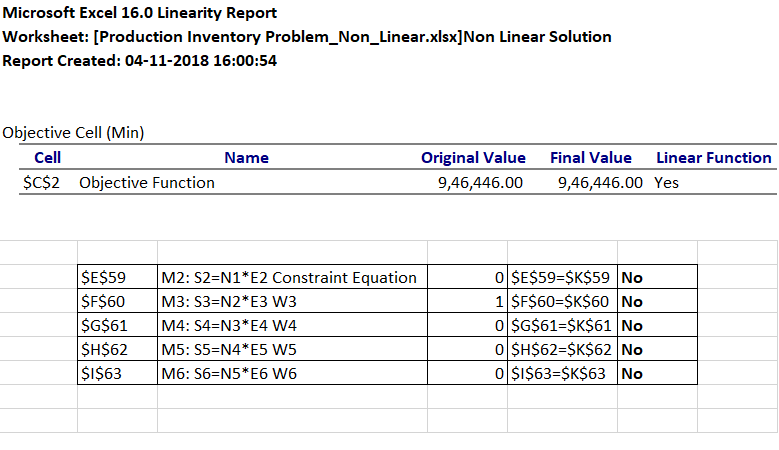 Microsoft Excel 16.0 Linearity Report
Worksheet: [Production Inventory Problem_Non_Linear.xlsx]Non Linear Solution
Report Created: 04-11-2018 16:00:54
Objective Cell (Min)
Cell Name Original Value Final Value Linear Function
$C$2 Objective Function 9,46,446.00 9,46,446.00 Yes
$E$59 M2: S2=N1*E2 Constraint Equation 0 $E$59=$K$59 No
$F$60 M3: S3=N2*E3 W3 1 $F$60=$K$60 No
$G$61 M4: S4=N3*E4 W4 0 $G$61=$K$61 No
$H$62 M5: S5=N4*E5 W5 0 $H$62=$K$62 No
$I$63 M6: S6=N5*E6 W6 0 $I$63=$K$63 No